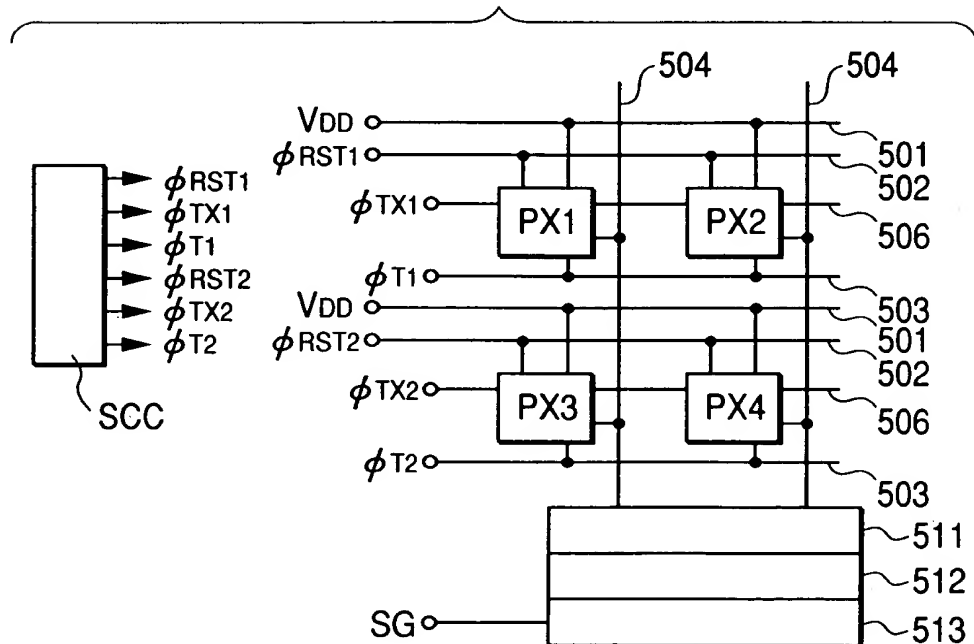 504 504
VDD
501
φRST1
502
φRST1
φTX1
φT1
φRST2
φTX2
φT2
SCC
φTX1 PX1 PX2 506
φT1 503
VDD 501
φRST2 502
φTX2 PX3 PX4 506
φT2 503
511
512
SG 513